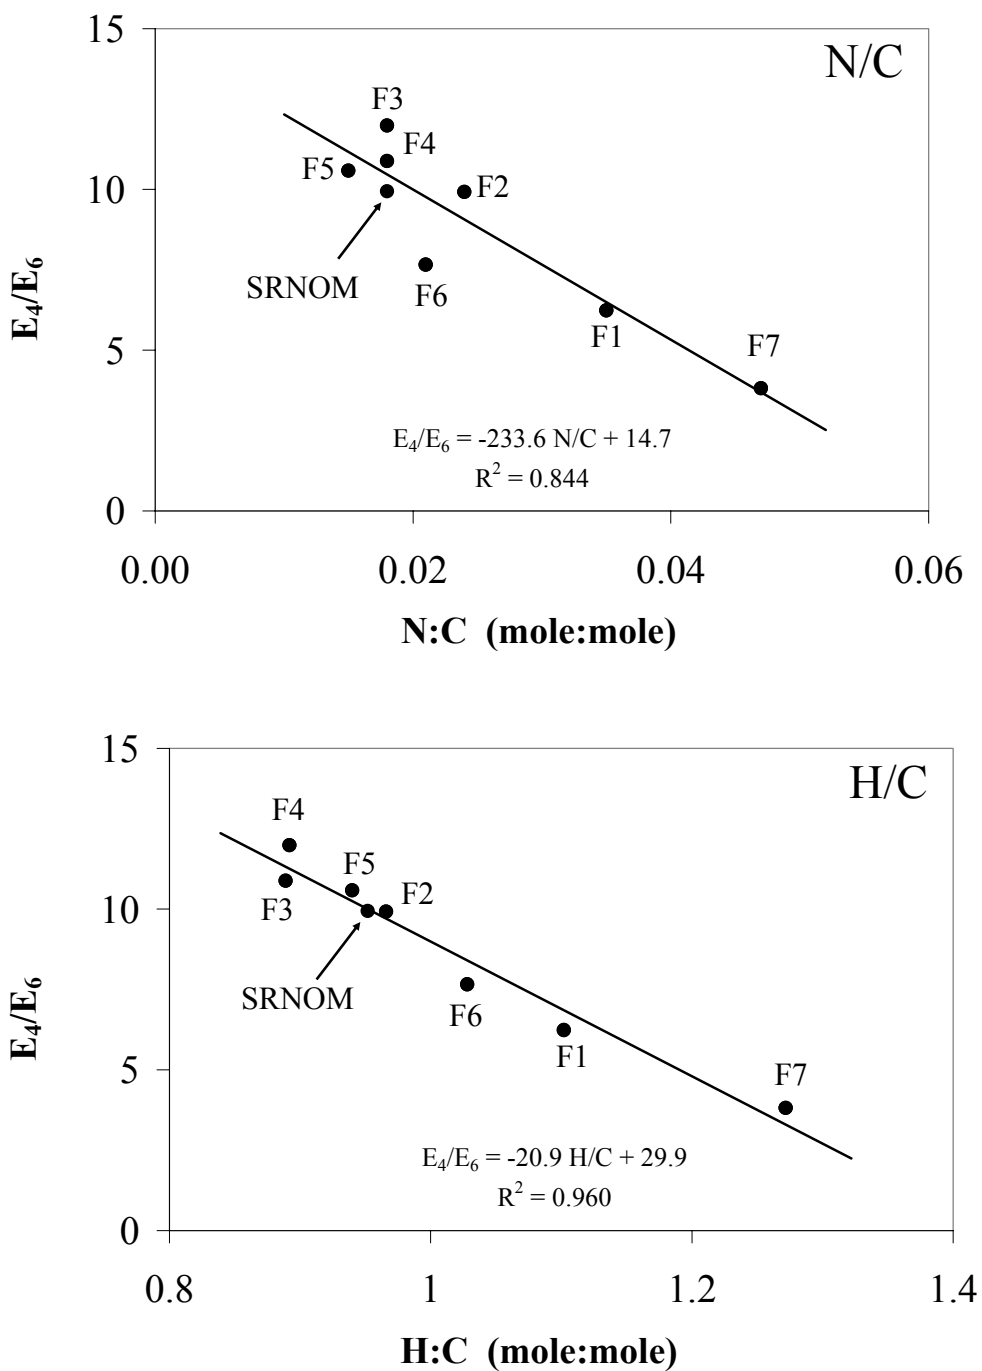 15
N/C
F3
F4
F5
F2
10
SRNOM
F6
F1
F7
5
E₄/E₆
E₄/E₆ = -233.6 N/C + 14.7
R² = 0.844
0
0.00 0.02 0.04 0.06
N:C (mole:mole)
15
H/C
F4
F5
F2
F3
10
SRNOM
F6
F1
F7
5
E₄/E₆
E₄/E₆ = -20.9 H/C + 29.9
R² = 0.960
0
0.8 1 1.2 1.4
H:C (mole:mole)